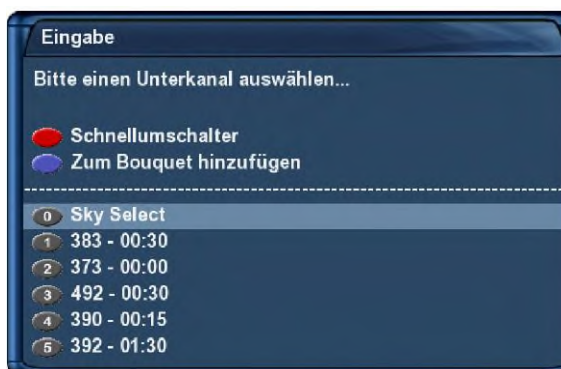 Eingabe
Bitte einen Unterkanal auswählen...
Schnellumschalter
Zum Bouquet hinzufügen
0 Sky Select
1 383 - 00:30
2 373 - 00:00
3 492 - 00:30
4 390 - 00:15
5 392 - 01:30